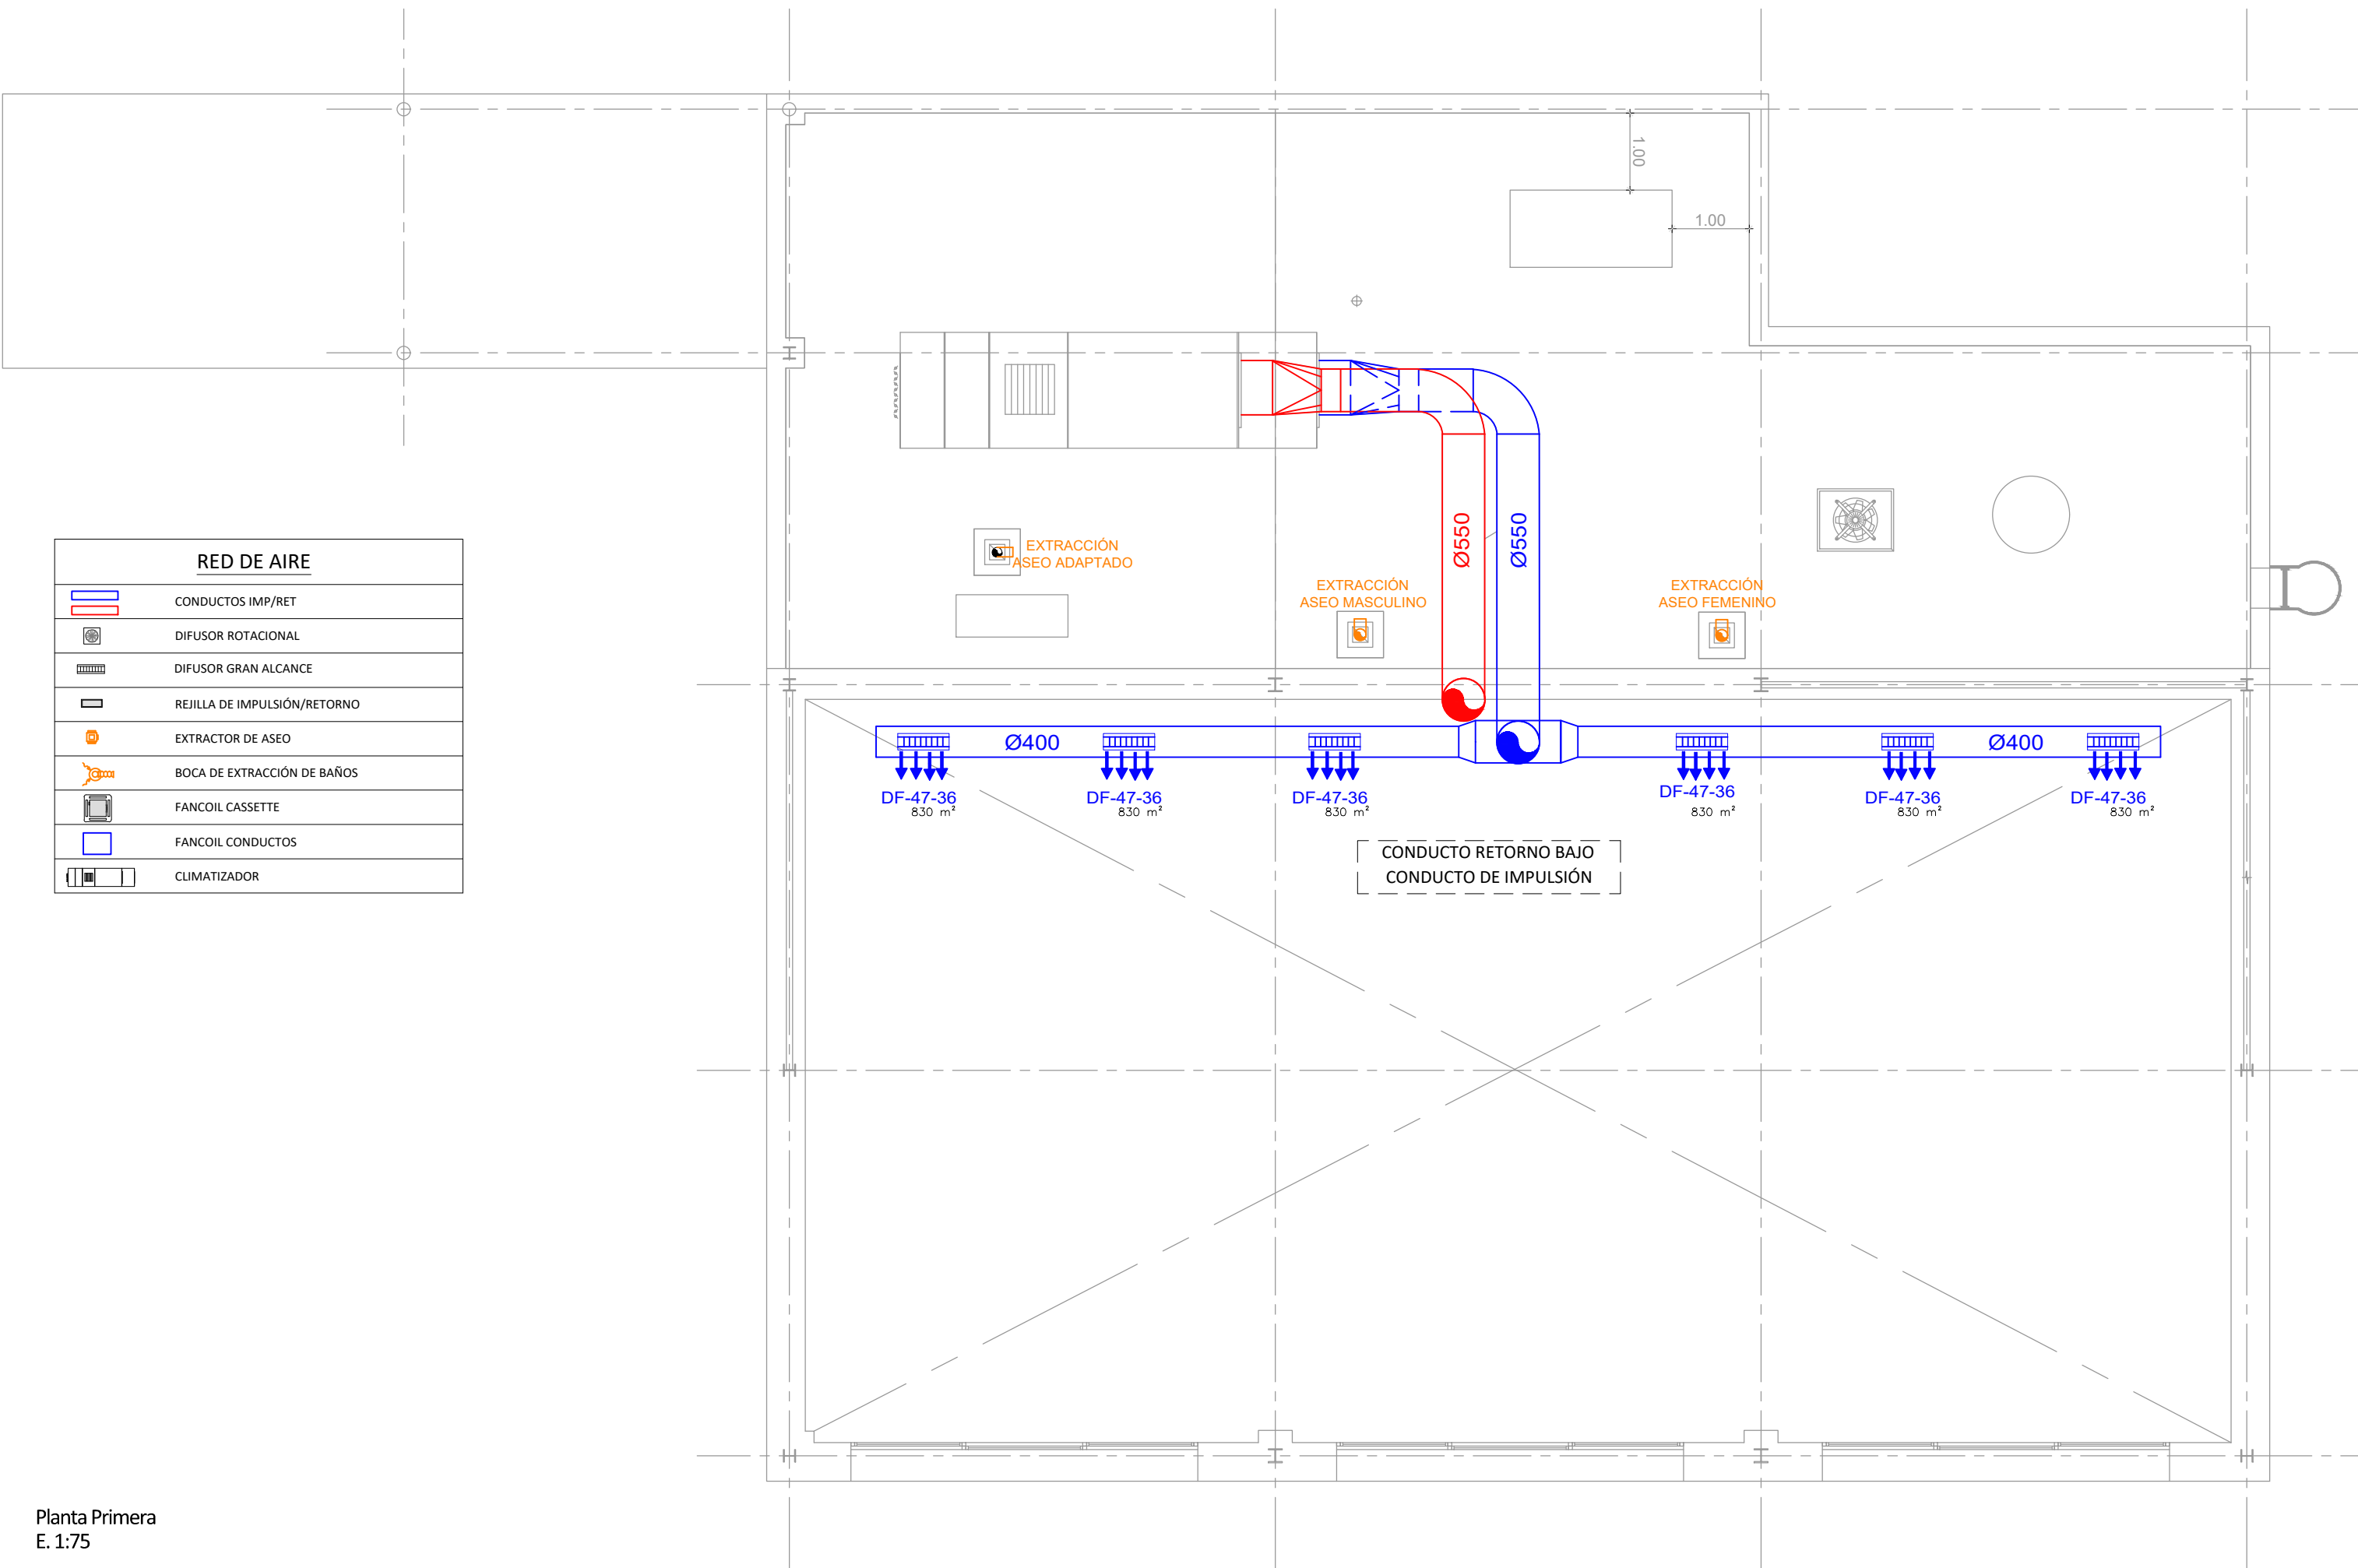 1.00
1.00
RED DE AIRE
CONDUCTOS IMP/RET
DIFUSOR ROTACIONAL
DIFUSOR GRAN ALCANCE
REJILLA DE IMPULSIÓN/RETORNO
EXTRACTOR DE ASEO
BOCA DE EXTRACCIÓN DE BAÑOS
FANCOIL CASSETTE
FANCOIL CONDUCTOS
CLIMATIZADOR
EXTRACCIÓN
ASEO ADAPTADO
Ø550
Ø550
EXTRACCIÓN
ASEO MASCULINO
EXTRACCIÓN
ASEO FEMENINO
Ø400
Ø400
DF-47-36
830 m²
DF-47-36
830 m²
DF-47-36
830 m²
DF-47-36
830 m²
DF-47-36
830 m²
DF-47-36
830 m²
CONDUCTO RETORNO BAJO
CONDUCTO DE IMPULSIÓN
Planta Primera
E. 1:75